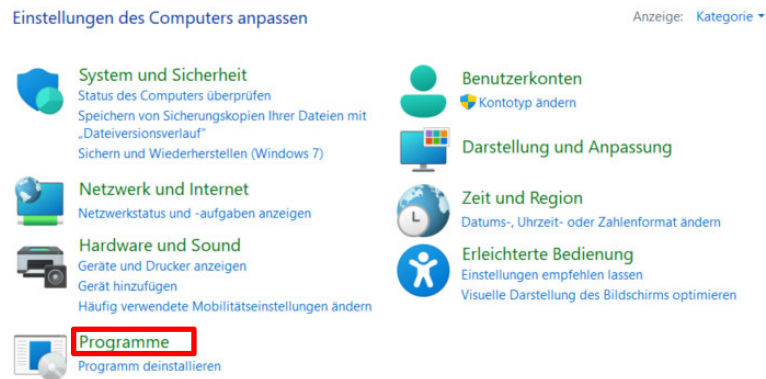 Einstellungen des Computers anpassen
Anzeige: Kategorie
System und Sicherheit
Status des Computers überprüfen
Speichern von Sicherungskopien Ihrer Dateien mit
„Dateiversionsverlauf"
Sichern und Wiederherstellen (Windows 7)
Netzwerk und Internet
Netzwerkstatus und -aufgaben anzeigen
Hardware und Sound
Geräte und Drucker anzeigen
Gerät hinzufügen
Häufig verwendete Mobilitätseinstellungen ändern
Programme
Programm deinstallieren
Benutzerkonten
Kontotyp ändern
Darstellung und Anpassung
Zeit und Region
Datums-, Uhrzeit- oder Zahlenformat ändern
Erleichterte Bedienung
Einstellungen empfehlen lassen
Visuelle Darstellung des Bildschirms optimieren